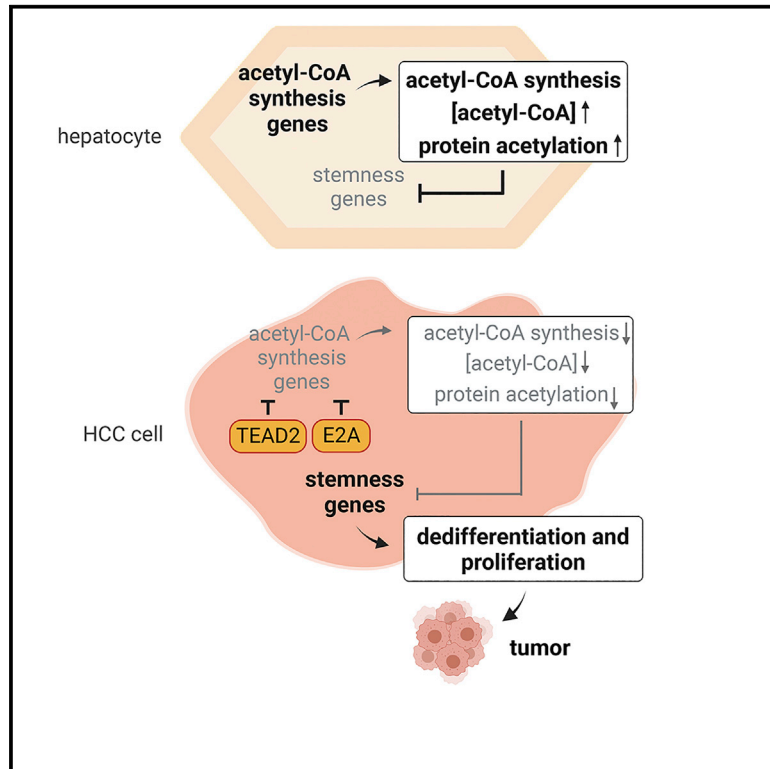 acetyl-CoA
synthesis
genes
acetyl-CoA synthesis
[acetyl-CoA] ↑
protein acetylation ↑
hepatocyte
stemness
genes
acetyl-CoA
synthesis
genes
acetyl-CoA synthesis ↓
[acetyl-CoA] ↓
protein acetylation ↓
TEAD2
E2A
HCC cell
stemness
genes
dedifferentiation and
proliferation
tumor